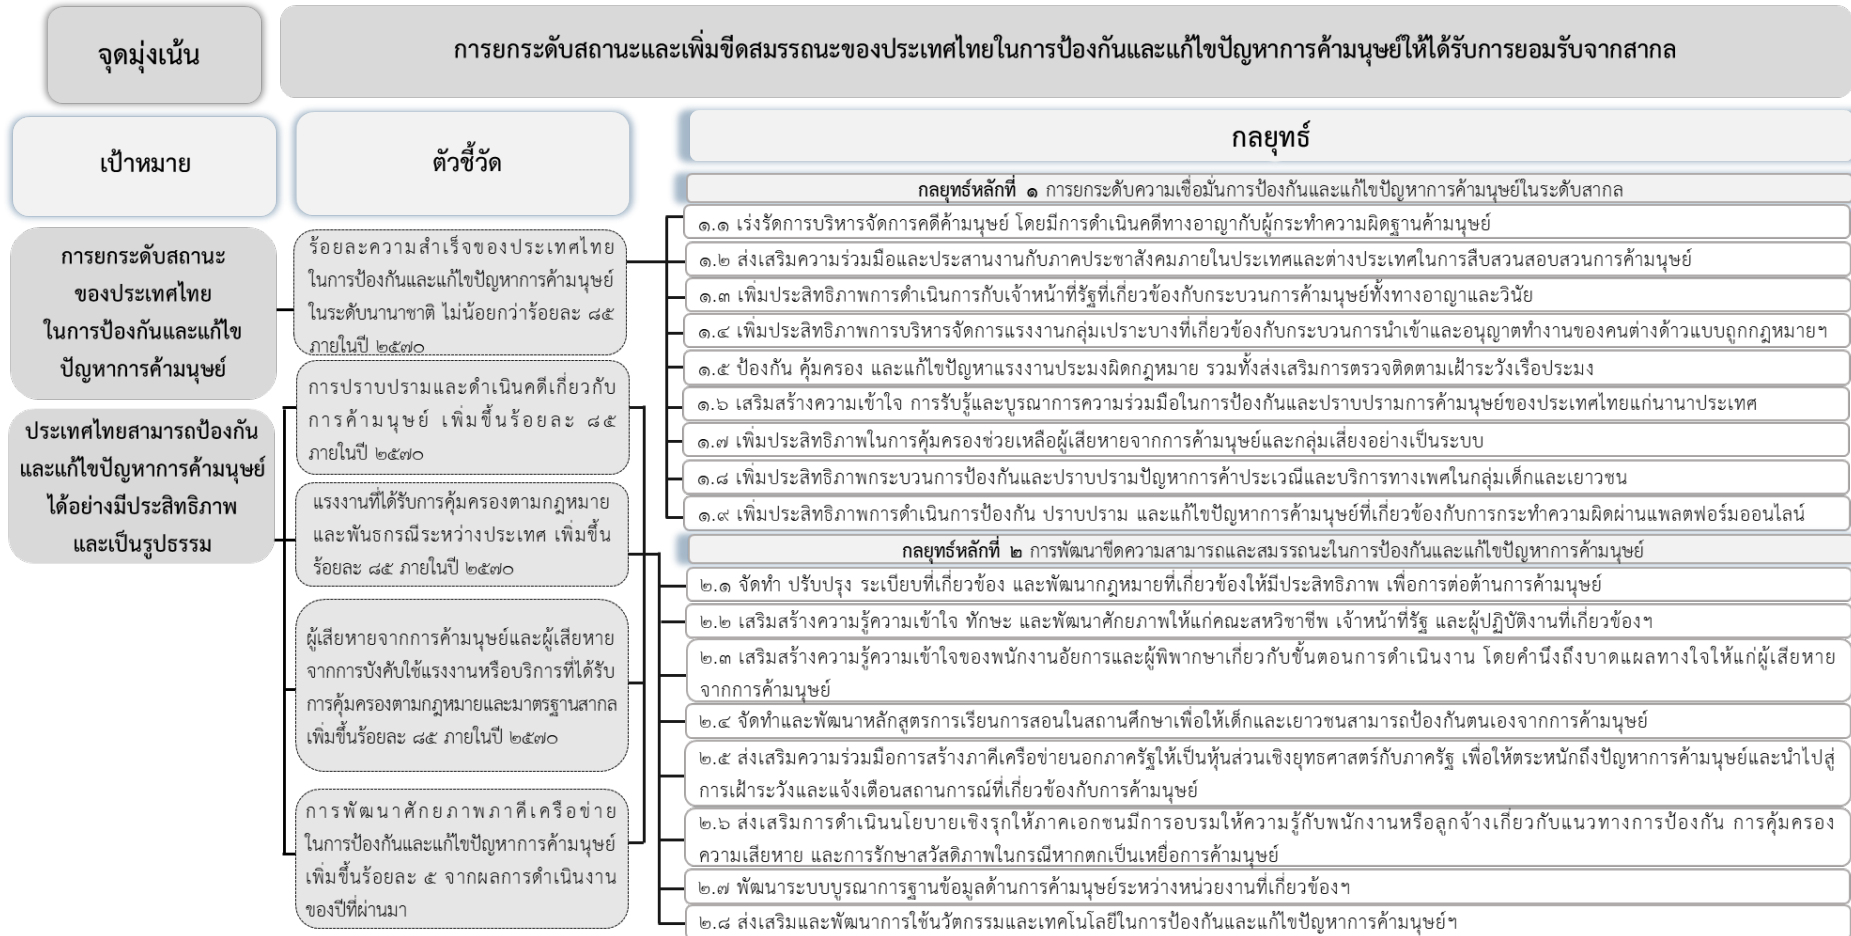 จุดมุ่งเน้น
การยกระดับสถานะและเพิ่มขีดสมรรถนะของประเทศไทยในการป้องกันและแก้ไขปัญหาการค้ามนุษย์ให้ได้รับการยอมรับจากสากล
เป้าหมาย
ตัวชี้วัด
กลยุทธ์
การยกระดับสถานะ
ของประเทศไทย
ในการป้องกันและแก้ไข
ปัญหาการค้ามนุษย์
ประเทศไทยสามารถป้องกัน
และแก้ไขปัญหาการค้ามนุษย์
ได้อย่างมีประสิทธิภาพ
และเป็นรูปธรรม
ร้อยละความสำเร็จของประเทศไทย
ในการป้องกันและแก้ไขปัญหาการค้ามนุษย์
ในระดับนานาชาติ ไม่น้อยกว่าร้อยละ ๘๕
ภายในปี ๒๕๗๐
การปราบปรามและดำเนินคดีเกี่ยวกับ
การค้ามนุษย์ เพิ่มขึ้นร้อยละ ๘๕
ภายในปี ๒๕๗๐
แรงงานที่ได้รับการคุ้มครองตามกฎหมาย
และพันธกรณีระหว่างประเทศ เพิ่มขึ้น
ร้อยละ ๘๕ ภายในปี ๒๕๗๐
ผู้เสียหายจากการค้ามนุษย์และผู้เสียหาย
จากการบังคับใช้แรงงานหรือบริการที่ได้รับ
การคุ้มครองตามกฎหมายและมาตรฐานสากล
เพิ่มขึ้นร้อยละ ๘๕ ภายในปี ๒๕๗๐
การพัฒนาศักยภาพภาคีเครือข่าย
ในการป้องกันและแก้ไขปัญหาการค้ามนุษย์
เพิ่มขึ้นร้อยละ ๕ จากผลการดำเนินงาน
ของปีที่ผ่านมา
กลยุทธ์หลักที่ ๑ การยกระดับความเชื่อมั่นการป้องกันและแก้ไขปัญหาการค้ามนุษย์ในระดับสากล
๑.๑ เร่งรัดการบริหารจัดการคดีค้ามนุษย์ โดยมีการดำเนินคดีทางอาญากับผู้กระทำความผิดฐานค้ามนุษย์
๑.๒ ส่งเสริมความร่วมมือและประสานงานกับภาคประชาสังคมภายในประเทศและต่างประเทศในการสืบสวนสอบสวนการค้ามนุษย์
๑.๓ เพิ่มประสิทธิภาพการดำเนินการกับเจ้าหน้าที่รัฐที่เกี่ยวข้องกับกระบวนการค้ามนุษย์ทั้งทางอาญาและวินัย
๑.๔ เพิ่มประสิทธิภาพการบริหารจัดการแรงงานกลุ่มเปราะบางที่เกี่ยวข้องกับกระบวนการนำเข้าและอนุญาตทำงานของคนต่างด้าวแบบถูกกฎหมายฯ
๑.๕ ป้องกัน คุ้มครอง และแก้ไขปัญหาแรงงานประมงผิดกฎหมาย รวมทั้งส่งเสริมการตรวจติดตามเฝ้าระวังเรือประมง
๑.๖ เสริมสร้างความเข้าใจ การรับรู้และบูรณาการความร่วมมือในการป้องกันและปราบปรามการค้ามนุษย์ของประเทศไทยแก่นานาประเทศ
๑.๗ เพิ่มประสิทธิภาพในการคุ้มครองช่วยเหลือผู้เสียหายจากการค้ามนุษย์และกลุ่มเสี่ยงอย่างเป็นระบบ
๑.๘ เพิ่มประสิทธิภาพกระบวนการป้องกันและปราบปรามปัญหาการค้าประเวณีและบริการทางเพศในกลุ่มเด็กและเยาวชน
๑.๙ เพิ่มประสิทธิภาพการดำเนินการป้องกัน ปราบปราม และแก้ไขปัญหาการค้ามนุษย์ที่เกี่ยวข้องกับการกระทำความผิดผ่านแพลตฟอร์มออนไลน์
กลยุทธ์หลักที่ ๒ การพัฒนาขีดความสามารถและสมรรถนะในการป้องกันและแก้ไขปัญหาการค้ามนุษย์
๒.๑ จัดทำ ปรับปรุง ระเบียบที่เกี่ยวข้อง และพัฒนากฎหมายที่เกี่ยวข้องให้มีประสิทธิภาพ เพื่อการต่อต้านการค้ามนุษย์
๒.๒ เสริมสร้างความรู้ความเข้าใจ ทักษะ และพัฒนาศักยภาพให้แก่คณะสหวิชาชีพ เจ้าหน้าที่รัฐ และผู้ปฏิบัติงานที่เกี่ยวข้องฯ
๒.๓ เสริมสร้างความรู้ความเข้าใจของพนักงานอัยการและผู้พิพากษาเกี่ยวกับขั้นตอนการดำเนินงาน โดยคำนึงถึงบาดแผลทางใจให้แก่ผู้เสียหาย
จากการค้ามนุษย์
๒.๔ จัดทำและพัฒนาหลักสูตรการเรียนการสอนในสถานศึกษาเพื่อให้เด็กและเยาวชนสามารถป้องกันตนเองจากการค้ามนุษย์
๒.๕ ส่งเสริมความร่วมมือการสร้างภาคีเครือข่ายนอกภาครัฐให้เป็นหุ้นส่วนเชิงยุทธศาสตร์กับภาครัฐ เพื่อให้ตระหนักถึงปัญหาการค้ามนุษย์และนำไปสู่
การเฝ้าระวังและแจ้งเตือนสถานการณ์ที่เกี่ยวข้องกับการค้ามนุษย์
๒.๖ ส่งเสริมการดำเนินนโยบายเชิงรุกให้ภาคเอกชนมีการอบรมให้ความรู้กับพนักงานหรือลูกจ้างเกี่ยวกับแนวทางการป้องกัน การคุ้มครอง
ความเสียหาย และการรักษาสวัสดิภาพในกรณีหากตกเป็นเหยื่อการค้ามนุษย์
๒.๗ พัฒนาระบบบูรณาการฐานข้อมูลด้านการค้ามนุษย์ระหว่างหน่วยงานที่เกี่ยวข้องฯ
๒.๘ ส่งเสริมและพัฒนาการใช้นวัตกรรมและเทคโนโลยีในการป้องกันและแก้ไขปัญหาการค้ามนุษย์ฯ